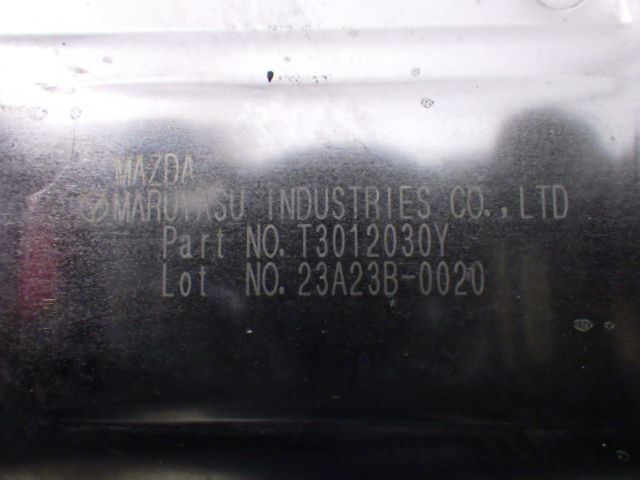 MAZDA
MARUYASU INDUSTRIES CO.,LTD
Part NO.T3012030Y
Lot NO.23A23B-0020